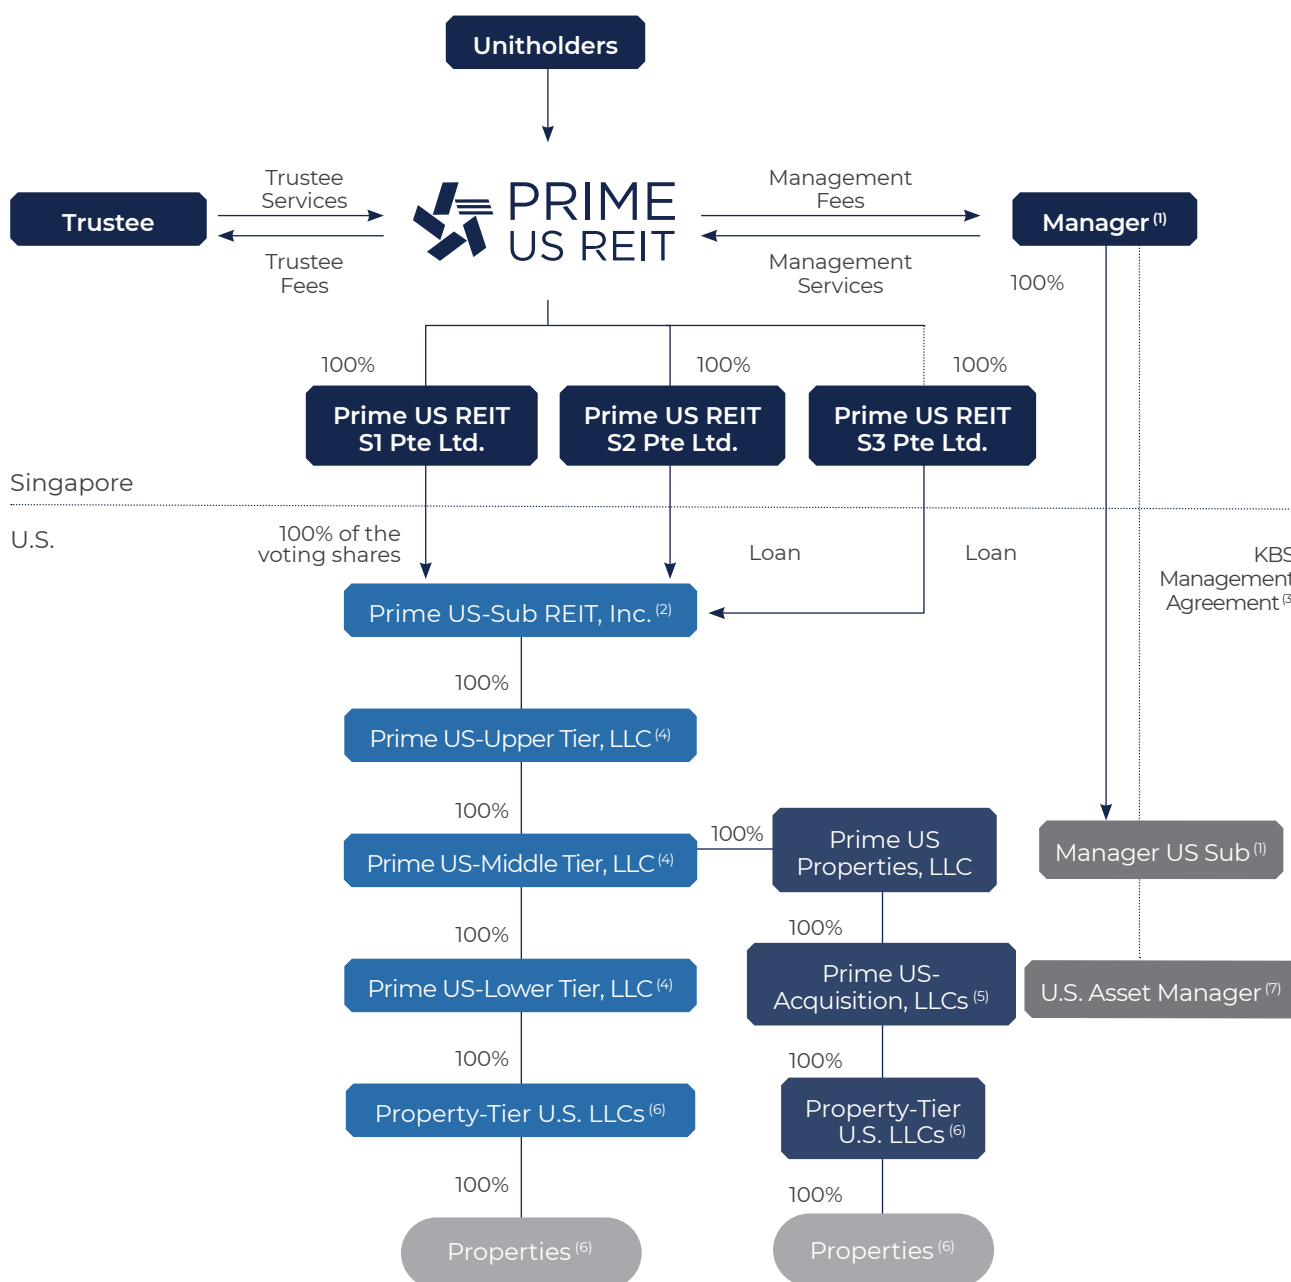 Unitholders
Trustee
Services
Management
Fees
Trustee
PRIME
US REIT
Manager (1)
Trustee
Fees
Management
Services
100%
100%
100%
100%
Prime US REIT
S1 Pte Ltd.
Prime US REIT
S2 Pte Ltd.
Prime US REIT
S3 Pte Ltd.
Singapore
U.S.
100% of the
voting shares
Loan
Loan
KBS
Management
Agreement (3
Prime US-Sub REIT, Inc. (2)
100%
Prime US-Upper Tier, LLC (4)
100%
Prime US-Middle Tier, LLC (4)
100%
Prime US
Properties, LLC
Manager US Sub (1)
100%
100%
Prime US-Lower Tier, LLC (4)
Prime US-
Acquisition, LLCs (5)
U.S. Asset Manager (7)
100%
100%
Property-Tier U.S. LLCs (6)
Property-Tier
U.S. LLCs (6)
100%
100%
Properties (6)
Properties (6)